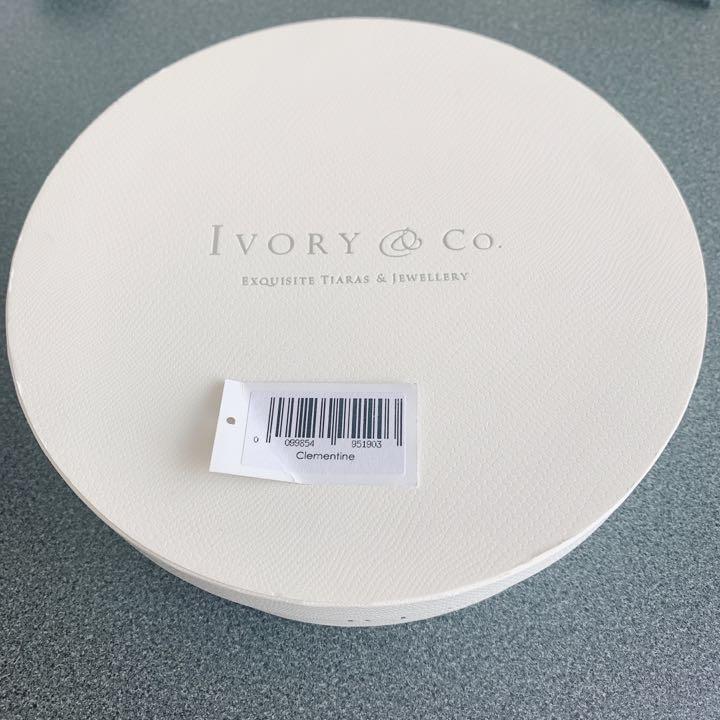 IVORY & CO.
EXQUISITE TIARAS & JEWELLERY
0 099854 951903
Clementine